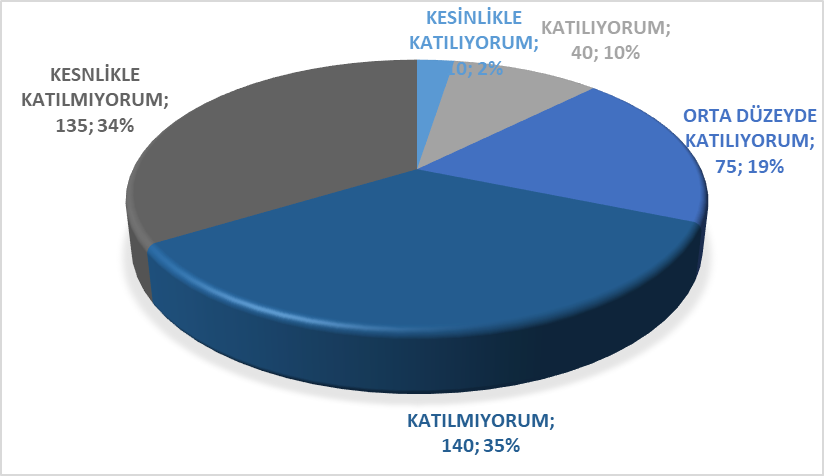 KESİNLİKLE
KATILIYORUM;
10; 2%
KATILIYORUM;
40; 10%
ORTA DÜZEYDE
KATILIYORUM;
75; 19%
KATILMIYORUM;
140; 35%
KESNLİKLE
KATILMIYORUM;
135; 34%